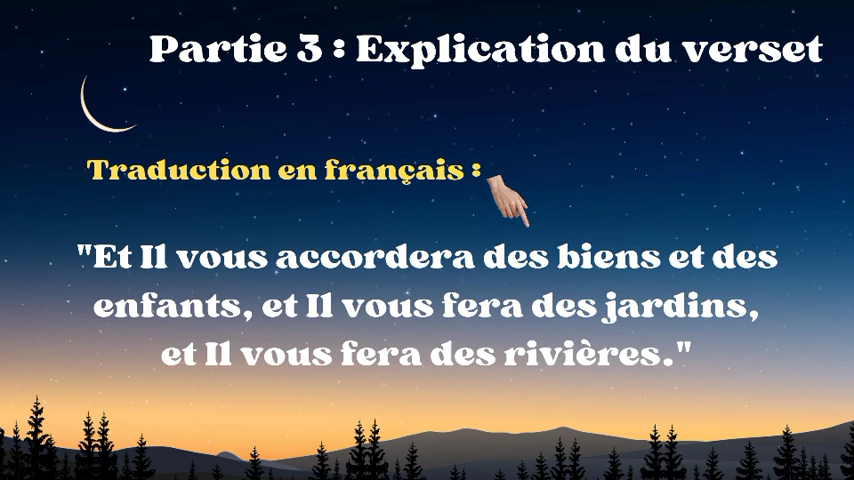 Partie 3 : Explication du verset
Traduction en français :
"Et Il vous accordera des biens et des
enfants, et Il vous fera des jardins,
et Il vous fera des rivières."